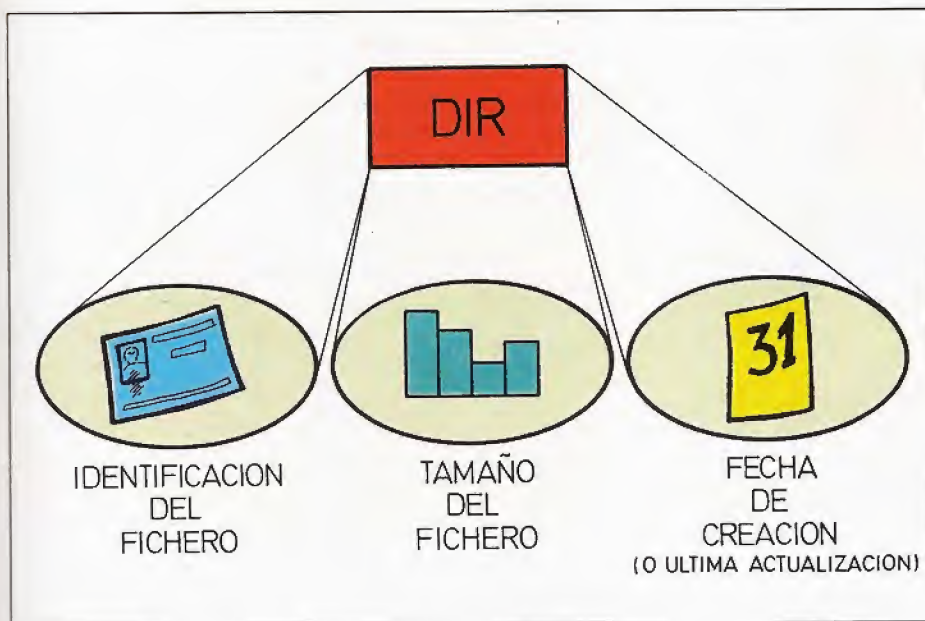 DIR
31
IDENTIFICACION
DEL
FICHERO
TAMAÑO
DEL
FICHERO
FECHA
DE
CREACION
(O ULTIMA ACTUALIZACION)